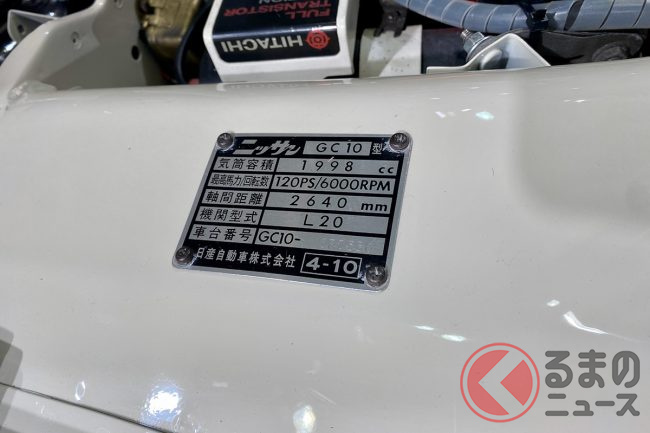 FULL
TRANSISTOR
HITACHI
ニッサン GC10 型
気筒容積 1998 cc
最高馬力/回転数 120PS/6000RPM
軸間距離 2640 mm
機関型式 L20
車台番号 GC10-
日産自動車株式会社 4-10
くるまの
ニュース